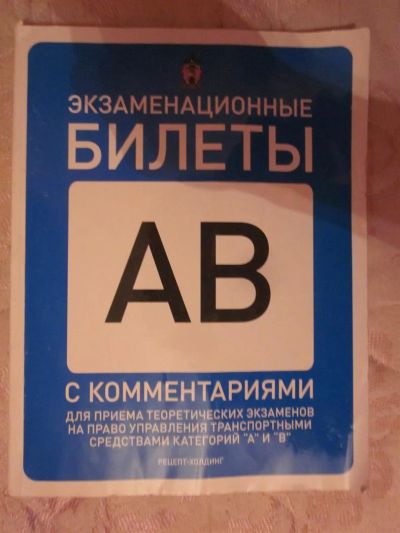 ЭКЗАМЕНАЦИОННЫЕ
БИЛЕТЫ
АВ
С КОММЕНТАРИЯМИ
ДЛЯ ПРИЕМА ТЕОРЕТИЧЕСКИХ ЭКЗАМЕНОВ
НА ПРАВО УПРАВЛЕНИЯ ТРАНСПОРТНЫМИ
СРЕДСТВАМИ КАТЕГОРИЙ "А" И "В"
РЕЦЕПТ-ХОЛДИНГ